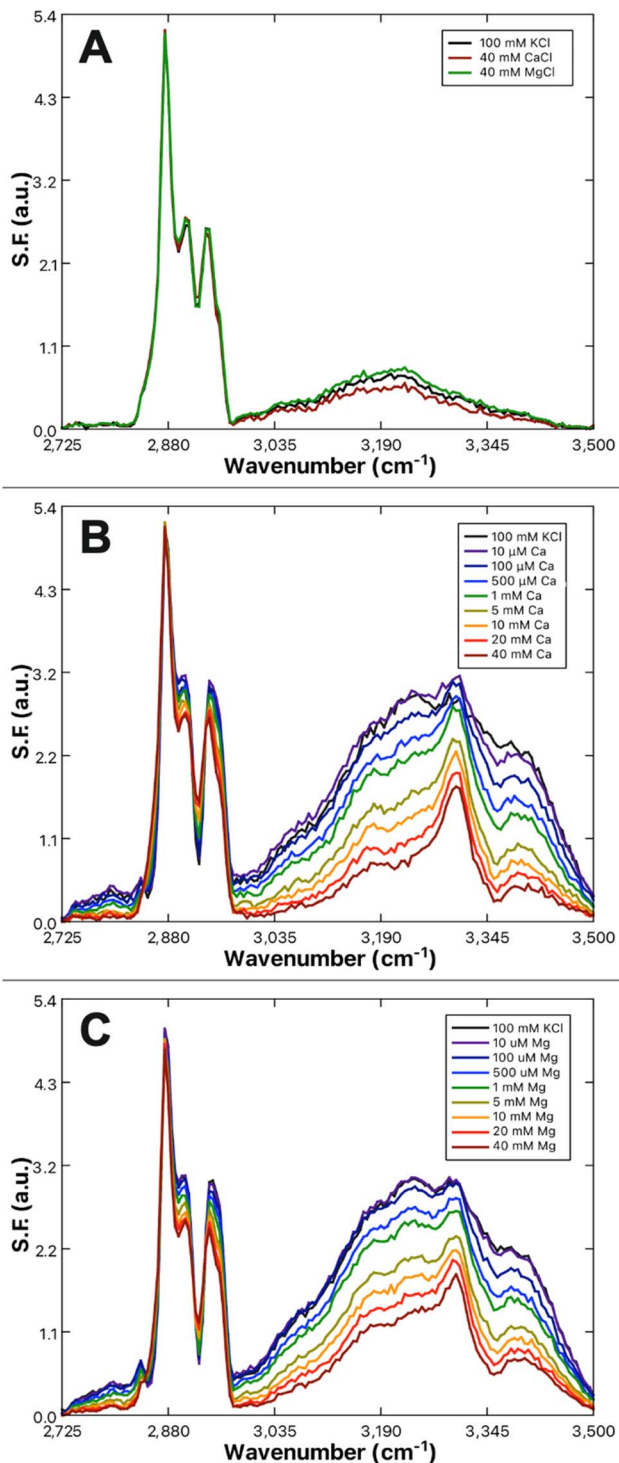 A
100 mM KCl
40 mM CaCl
40 mM MgCl
5.4
4.3
3.2
2.1
1.1
0.0
S.F. (a.u.)
2,725 2,880 3,035 3,190 3,345 3,500
Wavenumber (cm⁻¹)
B
100 mM KCl
10 µM Ca
100 µM Ca
500 µM Ca
1 mM Ca
5 mM Ca
10 mM Ca
20 mM Ca
40 mM Ca
5.4
4.3
3.2
2.2
1.1
0.0
S.F. (a.u.)
2,725 2,880 3,035 3,190 3,345 3,500
Wavenumber (cm⁻¹)
C
100 mM KCl
10 uM Mg
100 uM Mg
500 uM Mg
1 mM Mg
5 mM Mg
10 mM Mg
20 mM Mg
40 mM Mg
5.4
4.3
3.2
2.2
1.1
0.0
S.F. (a.u.)
2,725 2,880 3,035 3,190 3,345 3,500
Wavenumber (cm⁻¹)